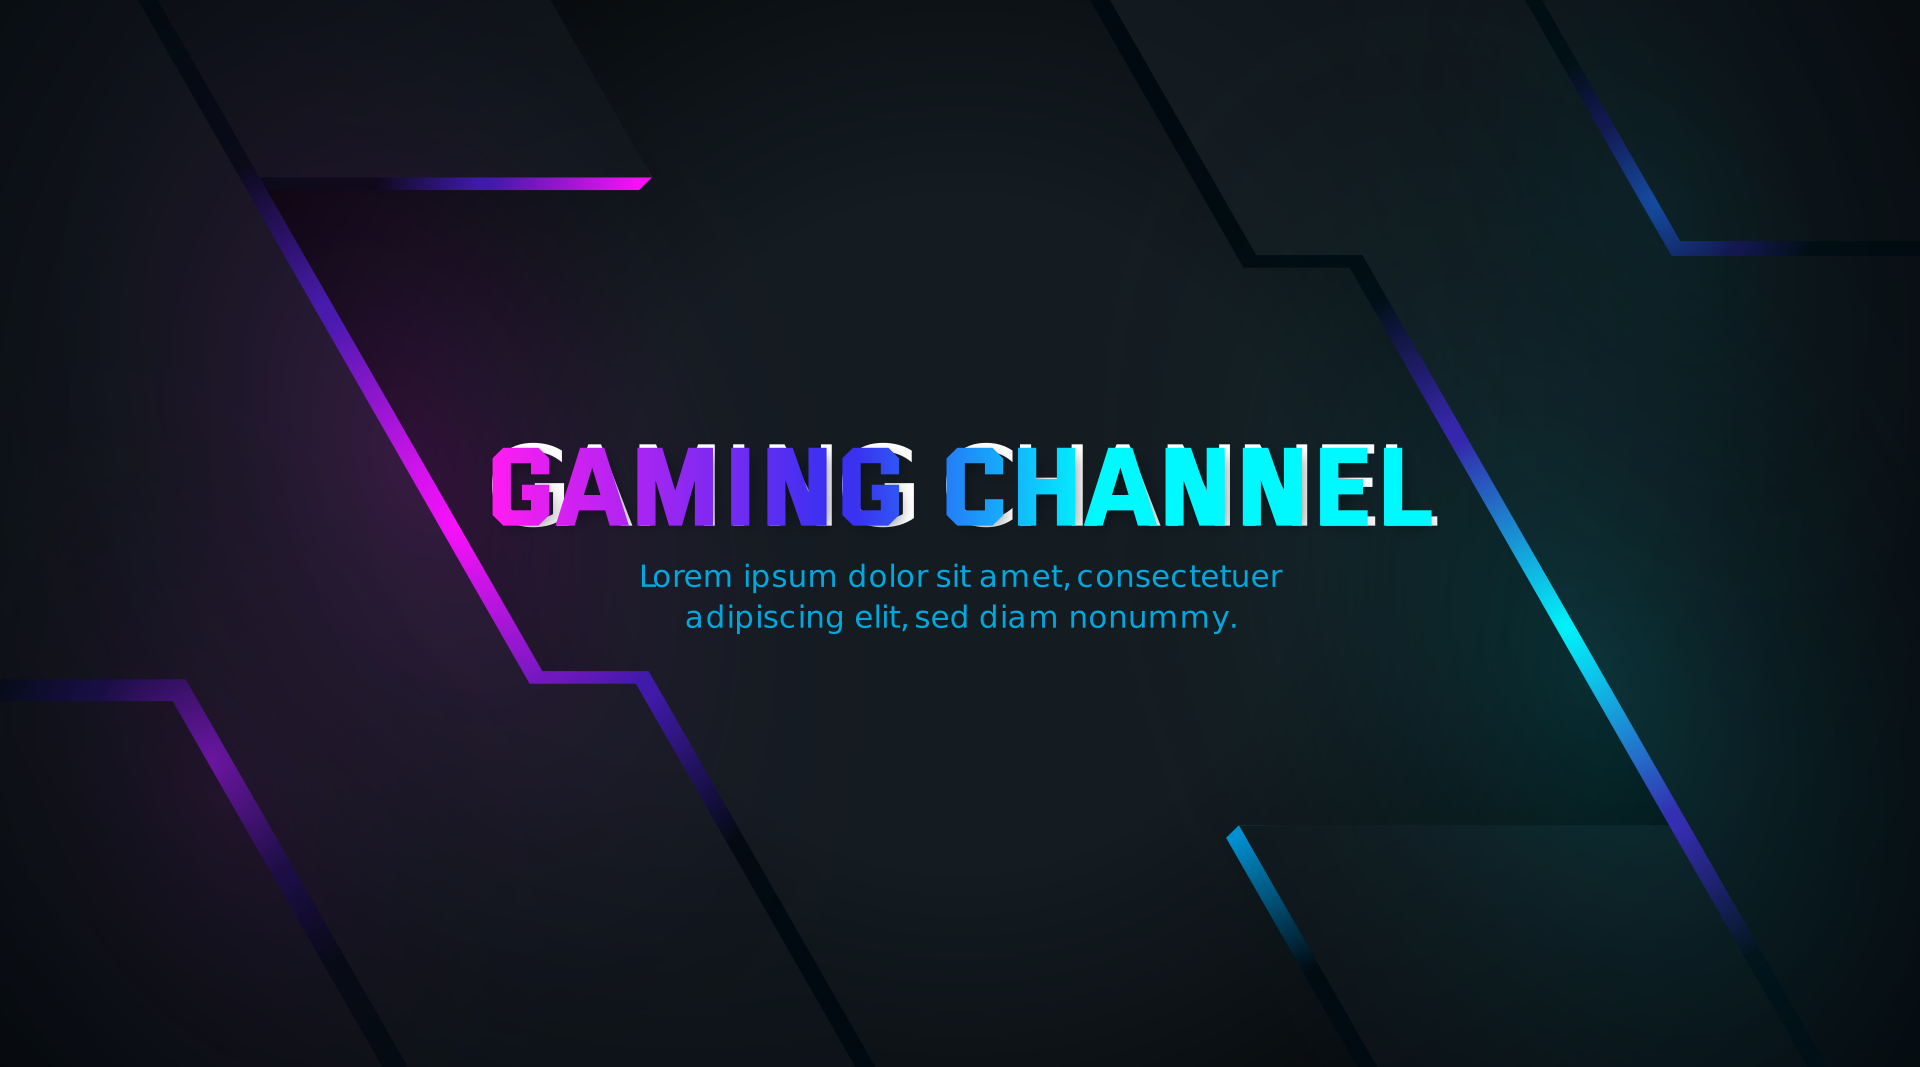 GAMING CHANNEL
Lorem ipsum dolor sit amet, consectetuer
adipiscing elit, sed diam nonummy.